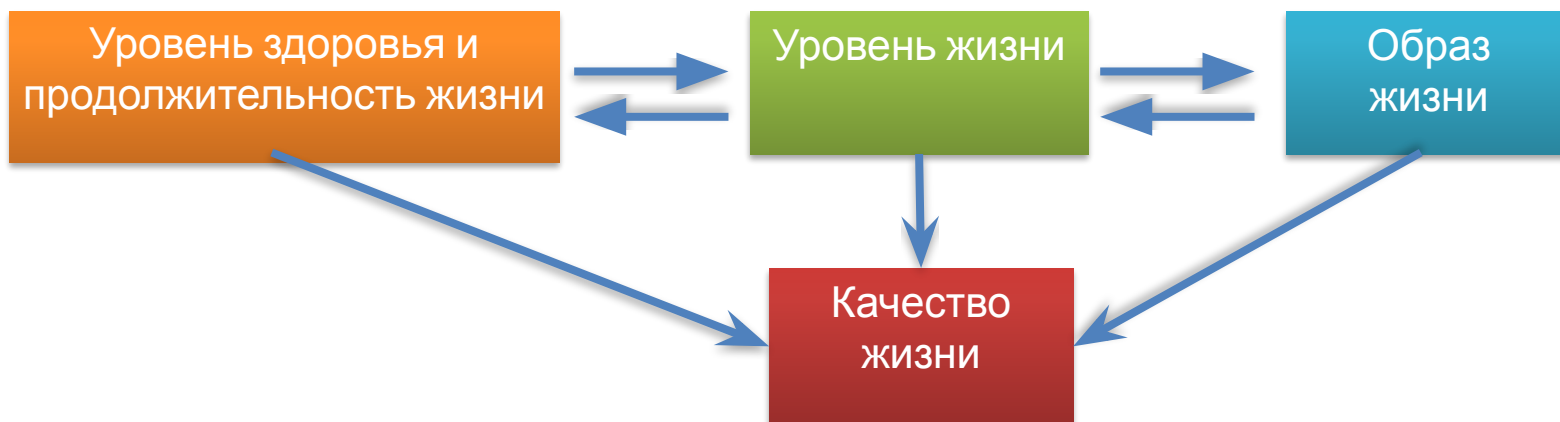 Уровень здоровья и
продолжительность жизни
Уровень жизни
Образ
жизни
Качество
жизни